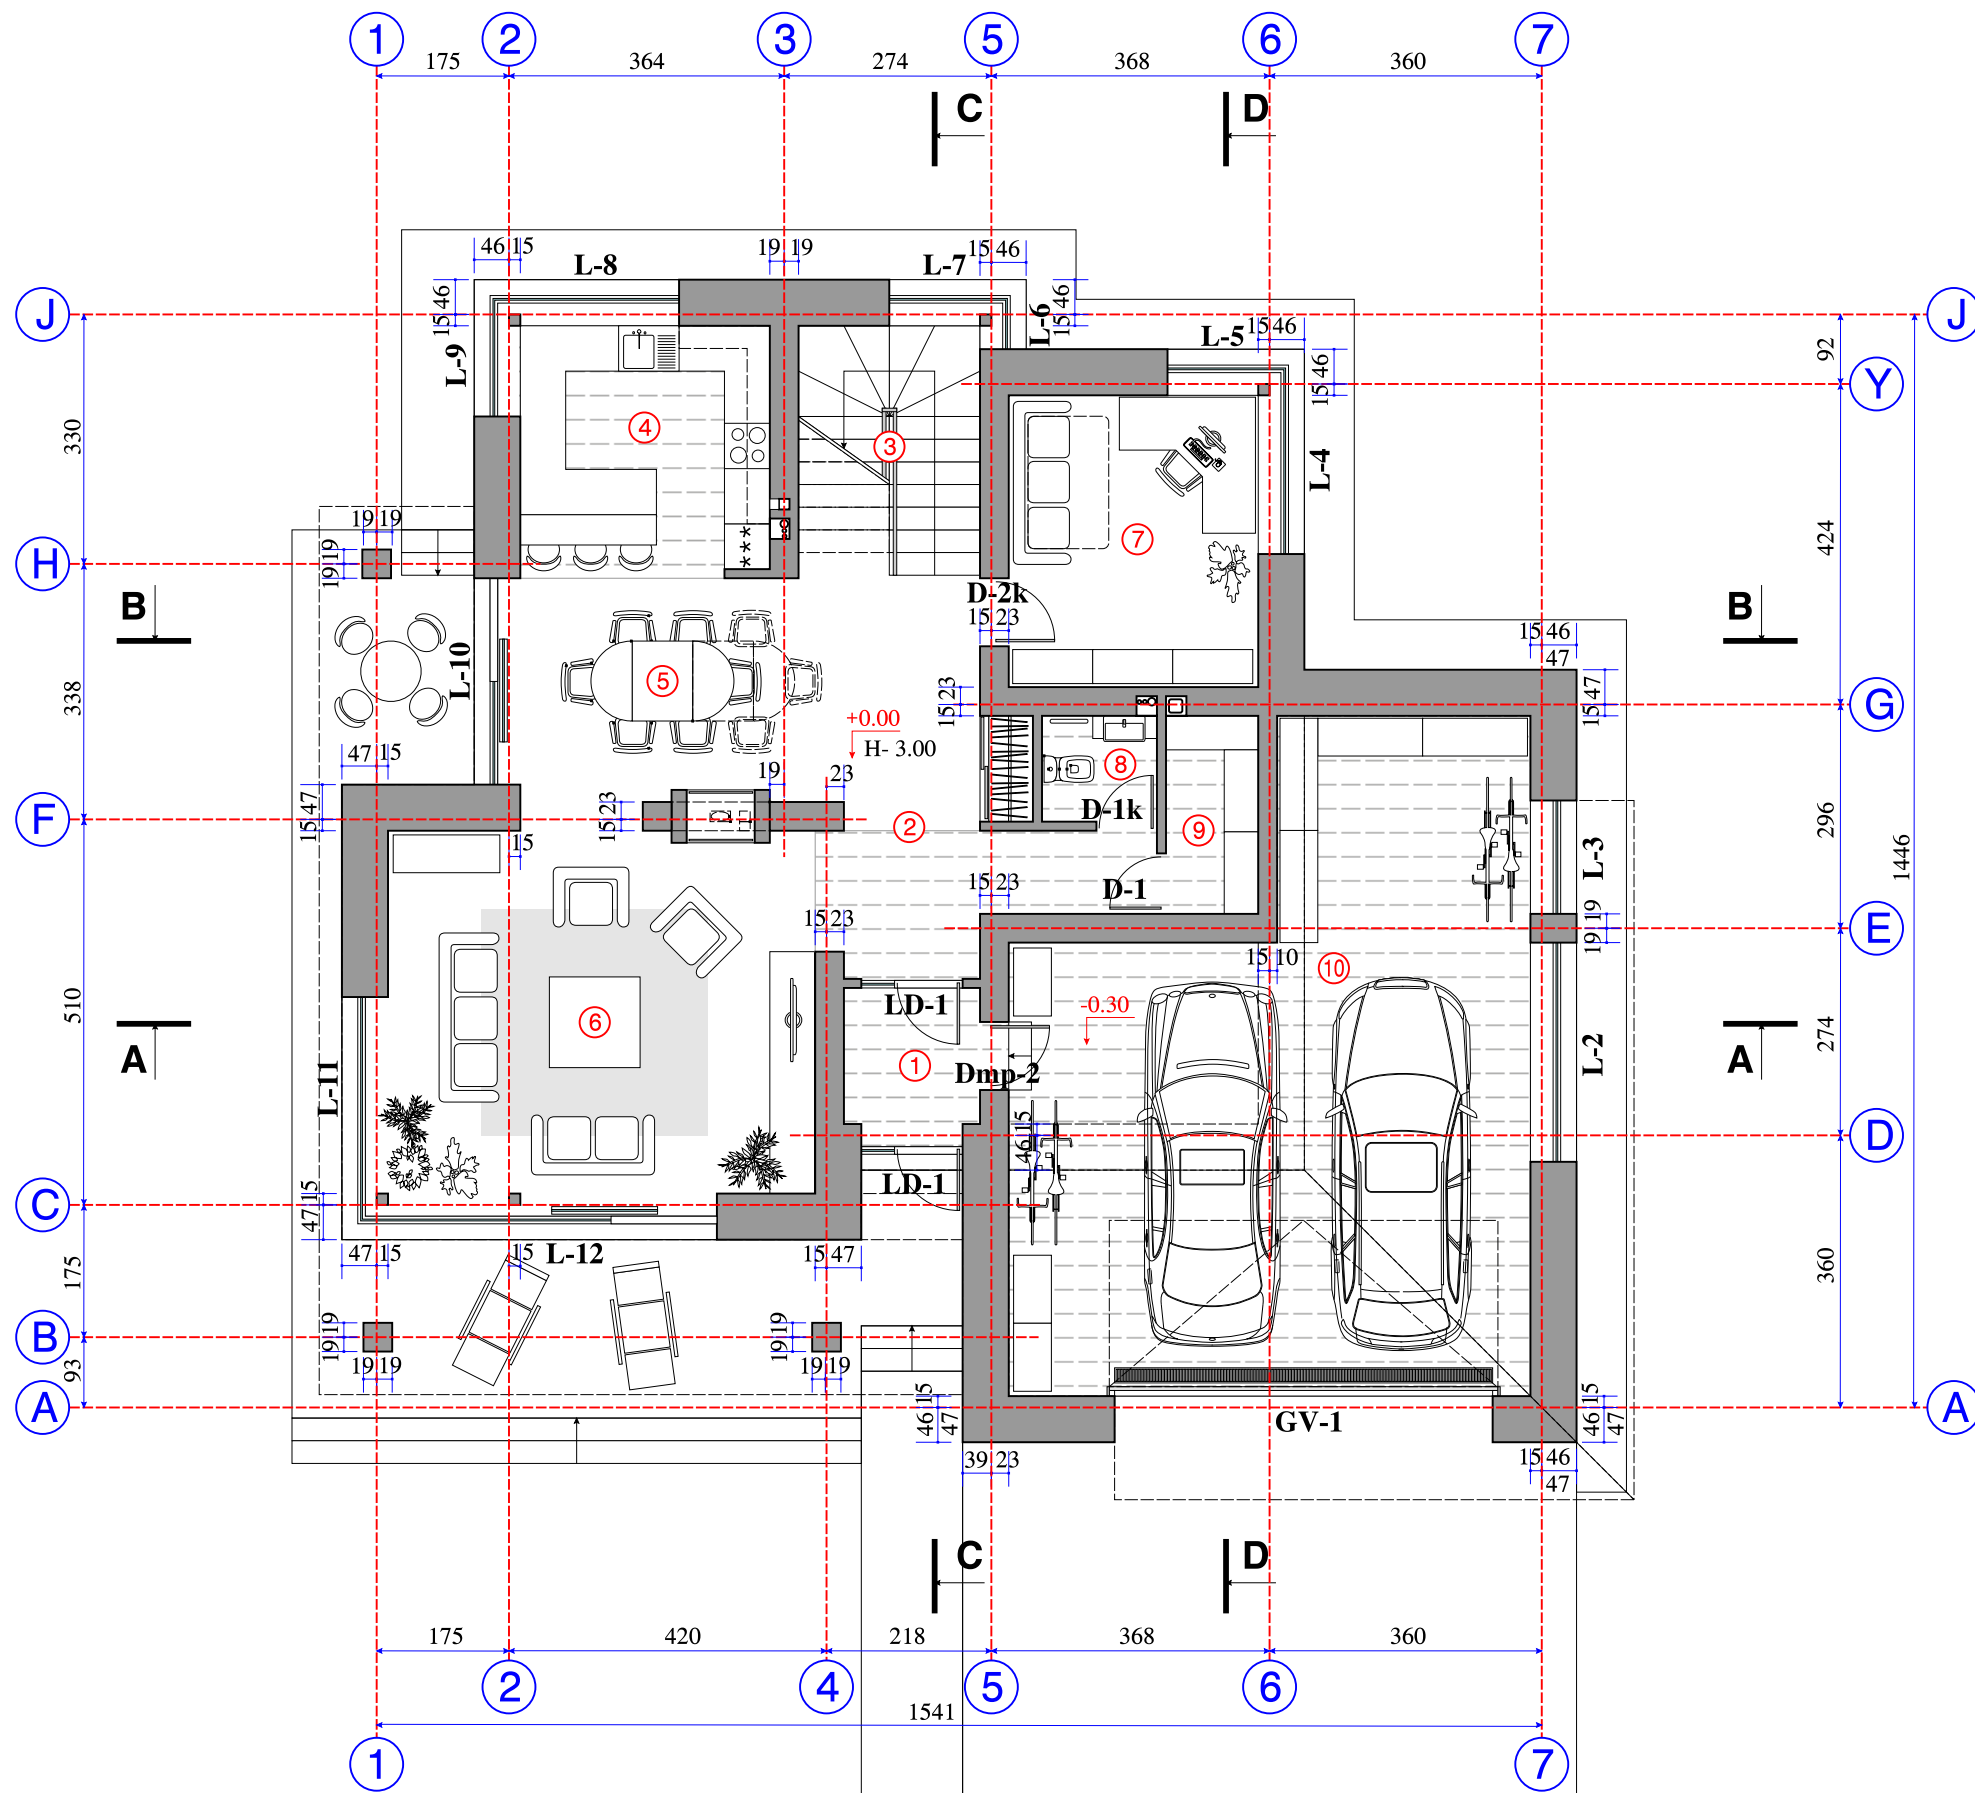 1 2 3 5 6 7
175 364 274 368 360
C D
46 15 L-8 19 19 L-7 15 46
J 15 46 L-6 15 46 J
L-9 L-5 15 46 92
15 46 Y
330 4 3 L-4
19 19 7 424
H 19 19
B D-2k B
15 23 15 46
47
L-10 5
338 15 23 15 47 G
+0.00
H- 3.00
47 15 19 23 8
F 15 47 15 23 2 D-1k 9 296 1446
15 L-3
15 23 D-1
15 23 19 19 E
15 10 10
510 LD-1 -0.30
6 274
A L-11 1 Dmp-2 L-2 A
46 15 D
C 47 15 LD-1
47 15 15 L-12 15 47
175 360
B 19 19 19 19
93 19 19 19 19
A 46 15 47 GV-1 46 15 47 A
39 23 15 46
47
C D
175 420 218 368 360
2 4 5 6
1541
1 7